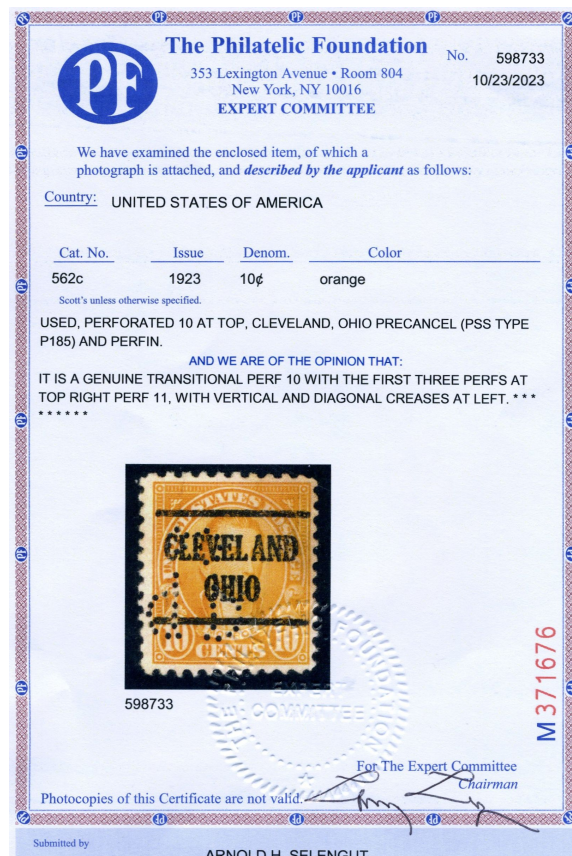 PF
The Philatelic Foundation
No. 598733
353 Lexington Avenue • Room 804
10/23/2023
New York, NY 10016
EXPERT COMMITTEE
We have examined the enclosed item, of which a
photograph is attached, and described by the applicant as follows:
Country: UNITED STATES OF AMERICA
Cat. No. Issue Denom. Color
562c 1923 10¢ orange
Scott's unless otherwise specified.
USED, PERFORATED 10 AT TOP, CLEVELAND, OHIO PRECANCEL (PSS TYPE
P185) AND PERFIN.
AND WE ARE OF THE OPINION THAT:
IT IS A GENUINE TRANSITIONAL PERF 10 WITH THE FIRST THREE PERFS AT
TOP RIGHT PERF 11, WITH VERTICAL AND DIAGONAL CREASES AT LEFT. * * *
* * * * * *
CLEVELAND
OHIO
10 CENTS 10
598733
EXPERT
COMMITTEE
M 371676
For The Expert Committee
Chairman
Photocopies of this Certificate are not valid.
Submitted by
ARNOLD H. SELENGUT